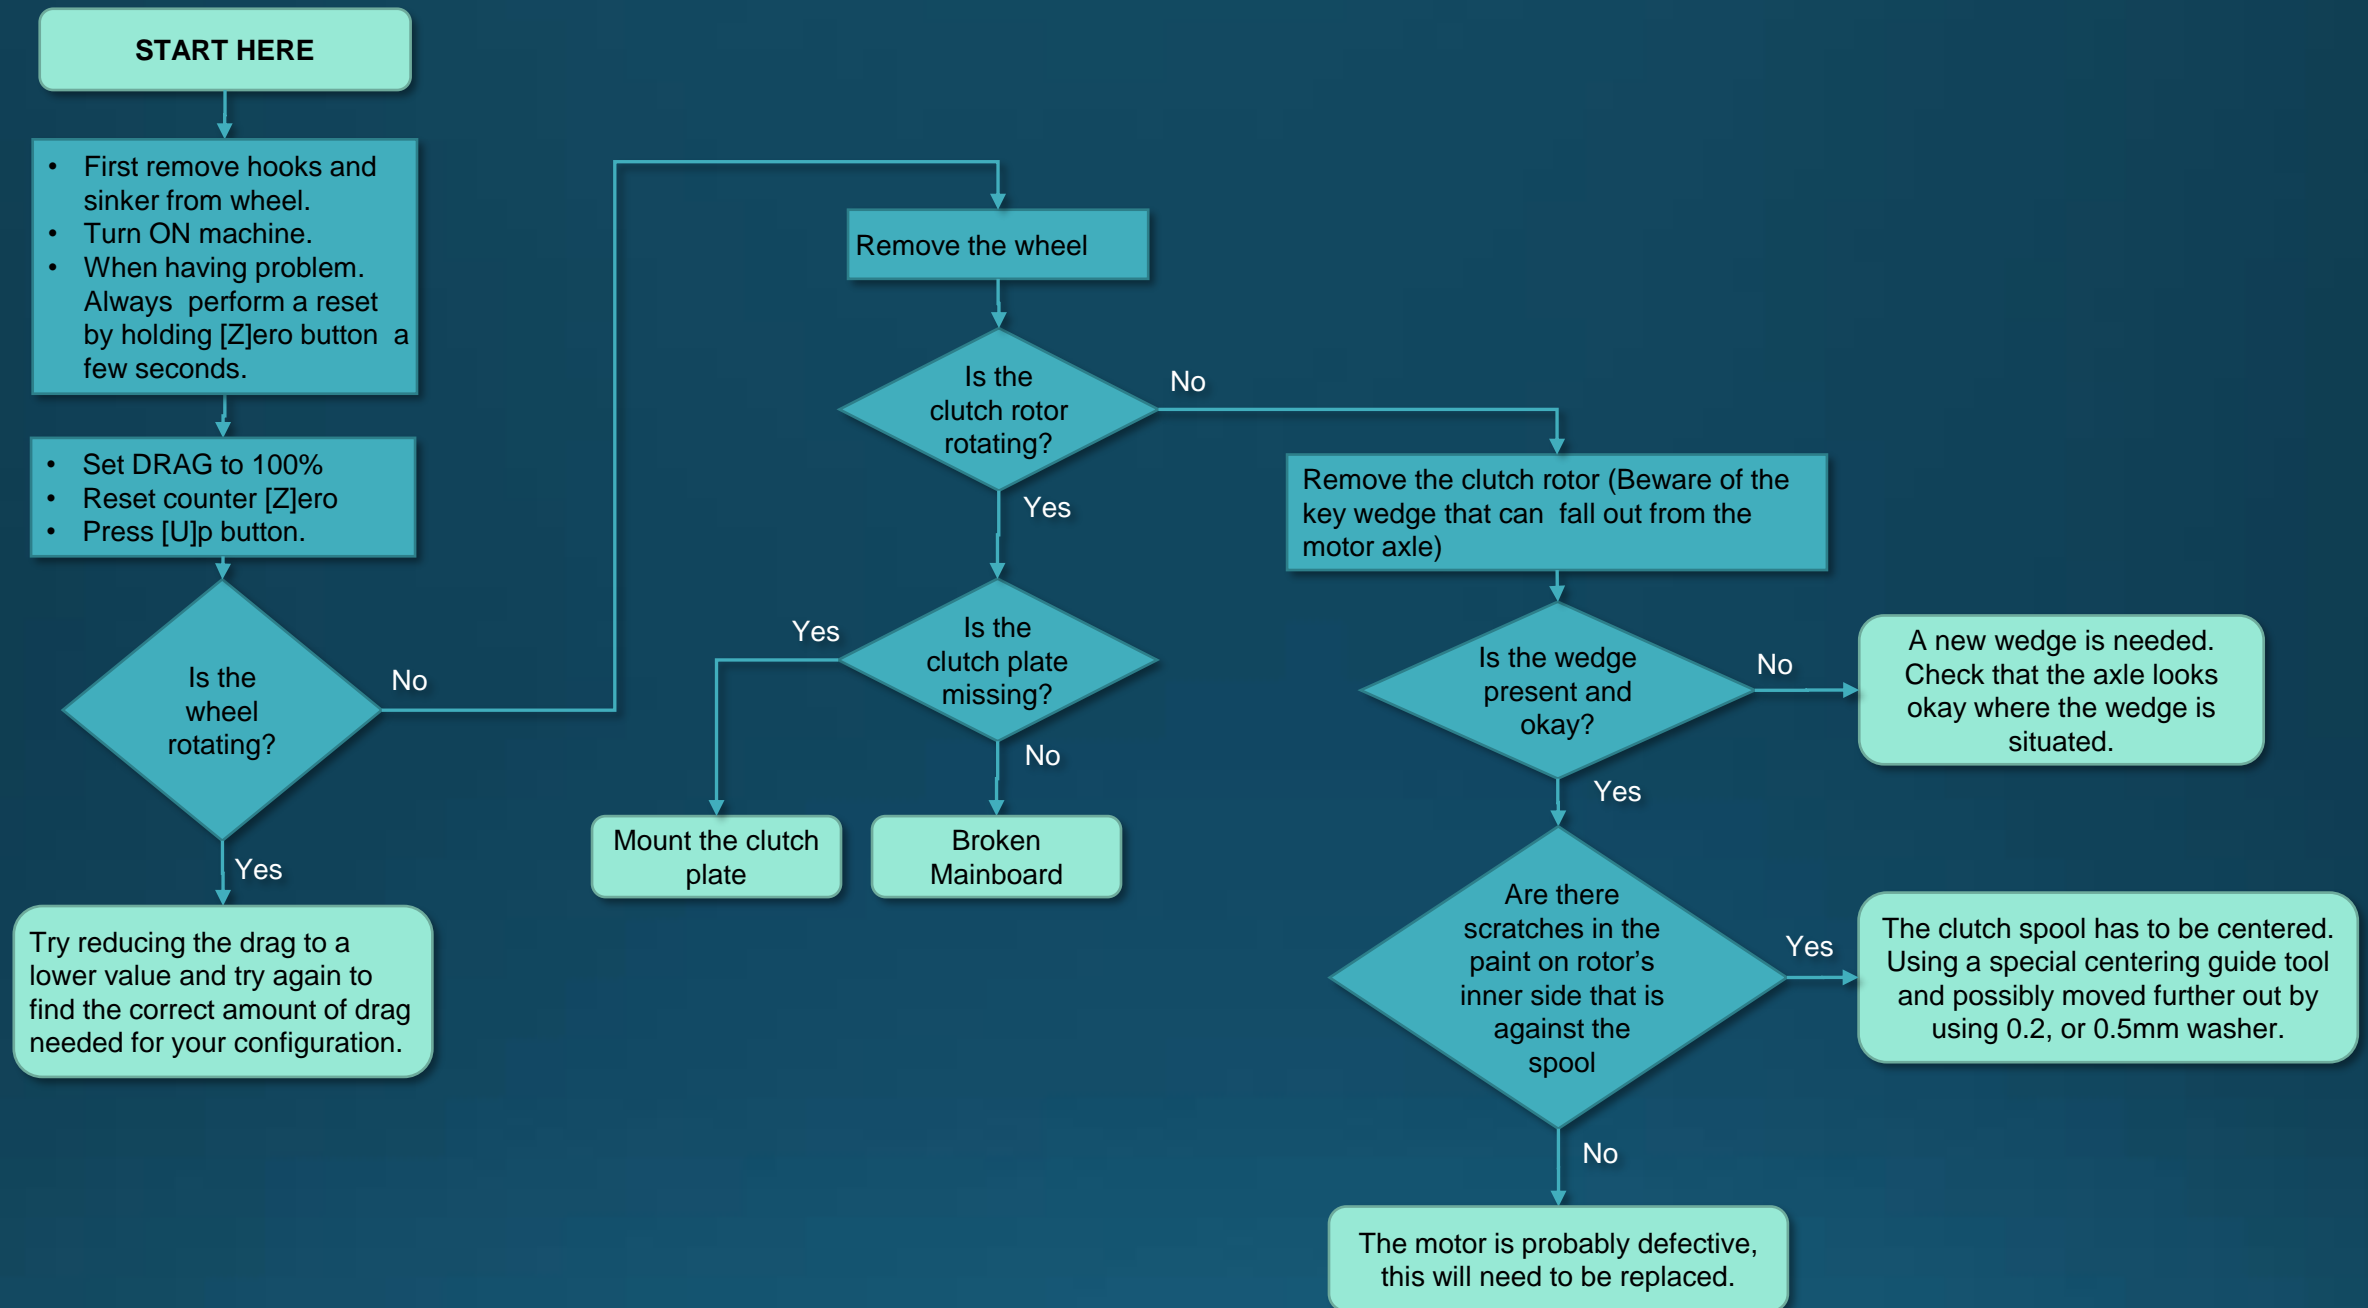 START HERE
• First remove hooks and
sinker from wheel.
• Turn ON machine.
• When having problem.
Always perform a reset
by holding [Z]ero button a
few seconds.
• Set DRAG to 100%
• Reset counter [Z]ero
• Press [U]p button.
Is the
wheel
rotating?
No
Yes
Try reducing the drag to a
lower value and try again to
find the correct amount of drag
needed for your configuration.
Remove the wheel
Is the
clutch rotor
rotating?
No
Yes
Is the
clutch plate
missing?
Yes
No
Mount the clutch
plate
Broken
Mainboard
Remove the clutch rotor (Beware of the
key wedge that can fall out from the
motor axle)
Is the wedge
present and
okay?
No
A new wedge is needed.
Check that the axle looks
okay where the wedge is
situated.
Yes
Are there
scratches in the
paint on rotor’s
inner side that is
against the
spool
Yes
The clutch spool has to be centered.
Using a special centering guide tool
and possibly moved further out by
using 0.2, or 0.5mm washer.
No
The motor is probably defective,
this will need to be replaced.